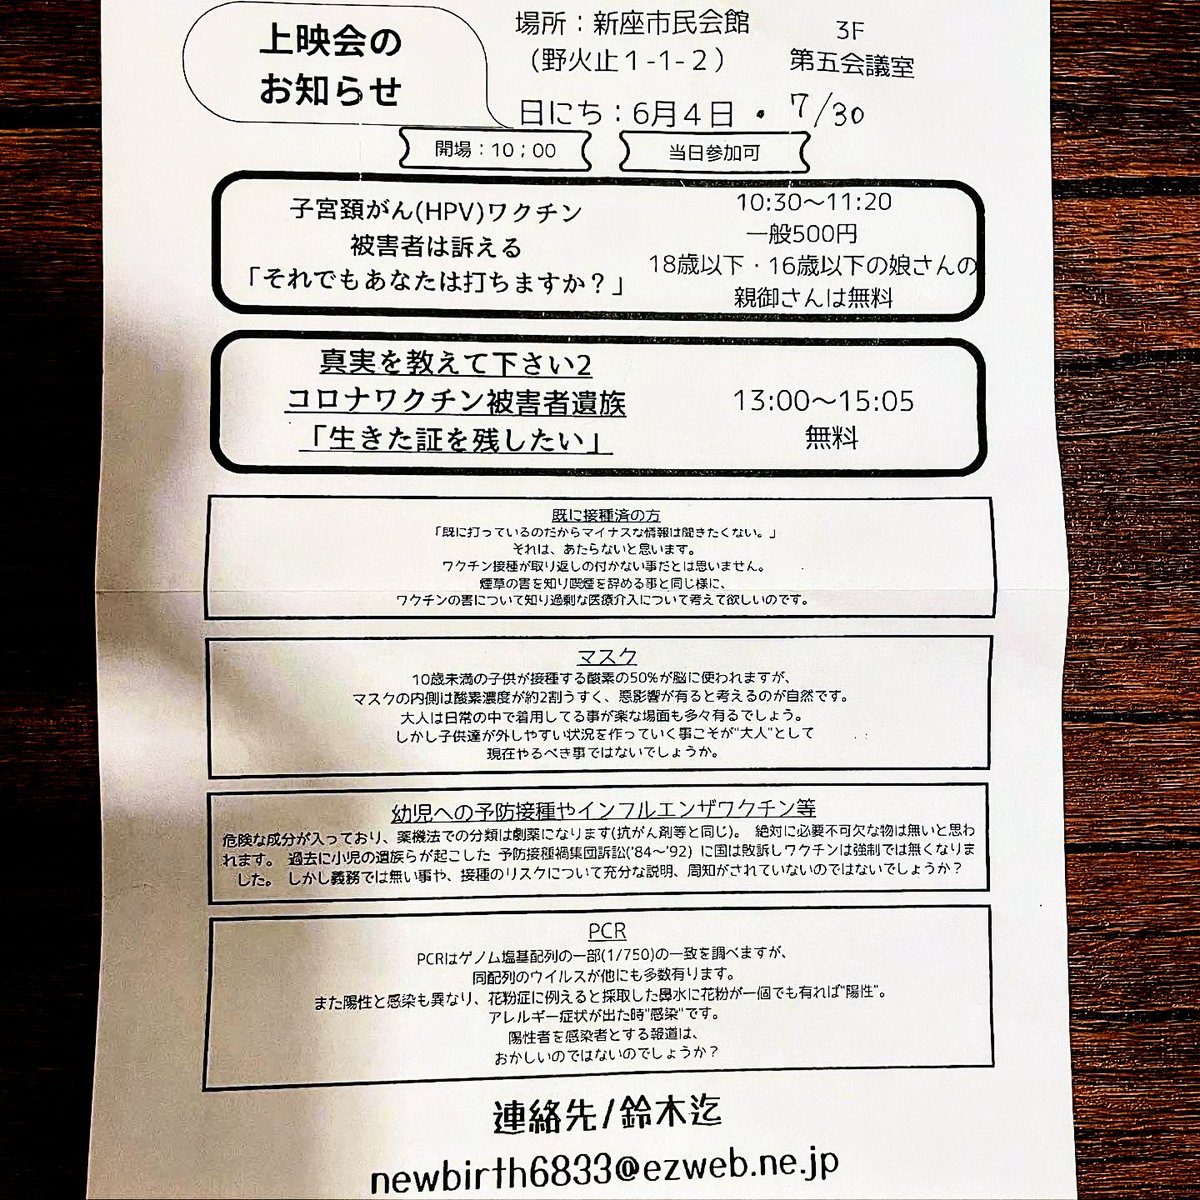 上映会の
お知らせ
場所：新座市民会館 3F
（野火止１-１-２） 第五会議室
日にち：6月４日 ・ 7/30
開場：10；00
当日参加可
子宮頚がん(HPV)ワクチン
被害者は訴える
「それでもあなたは打ちますか？」
10:30〜11:20
一般500円
18歳以下・16歳以下の娘さんの
親御さんは無料
真実を教えて下さい2
コロナワクチン被害者遺族
「生きた証を残したい」
13:00〜15:05
無料
既に接種済の方
「既に打っているのだからマイナスな情報は聞きたくない。」
それは、あたらないと思います。
ワクチン接種が取り返しの付かない事だとは思いません。
煙草の害を知り喫煙を辞める事と同じ様に、
ワクチンの害について知り過剰な医療介入について考えて欲しいのです。
マスク
10歳未満の子供が接種する酸素の50%が脳に使われますが、
マスクの内側は酸素濃度が約2割うすく、悪影響が有ると考えるのが自然です。
大人は日常の中で着用してる事が楽な場面も多々有るでしょう。
しかし子供達が外しやすい状況を作っていく事こそが"大人"として
現在やるべき事ではないでしょうか。
幼児への予防接種やインフルエンザワクチン等
危険な成分が入っており、薬機法での分類は劇薬になります(抗がん剤等と同じ)。 絶対に必要不可欠な物は無いと思わ
れます。 過去に小児の遺族らが起こした 予防接種禍集団訴訟('84〜'92) に国は敗訴しワクチンは強制では無くなりま
した。 しかし義務では無い事や、接種のリスクについて充分な説明、周知がされていないのではないでしょうか？
PCR
PCRはゲノム塩基配列の一部(1/750)の一致を調べますが、
同配列のウイルスが他にも多数有ります。
また陽性と感染も異なり、花粉症に例えると採取した鼻水に花粉が一個でも有れば"陽性"。
アレルギー症状が出た時"感染"です。
陽性者を感染者とする報道は、
おかしいのではないのでしょうか？
連絡先/鈴木迄
newbirth6833@ezweb.ne.jp